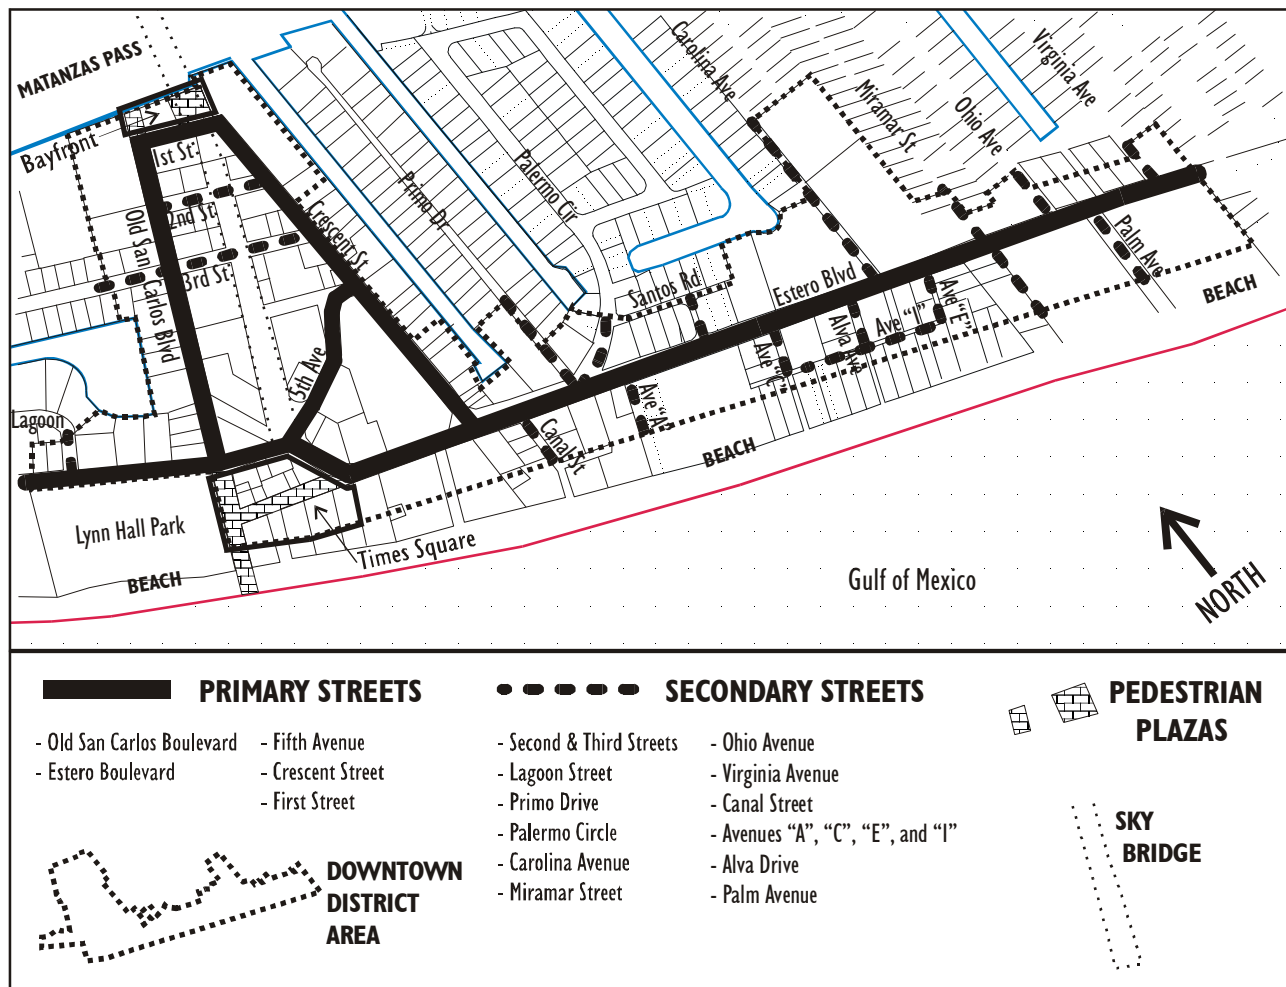 MATANZAS PASS
Bayfront
1st St.
2nd St.
3rd St.
Old San Carlos Blvd
Crescent St.
5th Ave
Primo Dr
Palermo Cir
Carolina Ave
Miramar St
Ohio Ave
Virginia Ave
Santos Rd
Estero Blvd
Palm Ave
Ave "E"
Ave "I"
Alva Ave
Ave "C"
Ave "A"
Canal St
Lagoon
BEACH
BEACH
Lynn Hall Park
Times Square
BEACH
Gulf of Mexico
NORTH
PRIMARY STREETS
- Old San Carlos Boulevard
- Estero Boulevard
- Fifth Avenue
- Crescent Street
- First Street
DOWNTOWN
DISTRICT
AREA
SECONDARY STREETS
- Second & Third Streets
- Lagoon Street
- Primo Drive
- Palermo Circle
- Carolina Avenue
- Miramar Street
- Ohio Avenue
- Virginia Avenue
- Canal Street
- Avenues "A", "C", "E", and "I"
- Alva Drive
- Palm Avenue
PEDESTRIAN
PLAZAS
SKY
BRIDGE